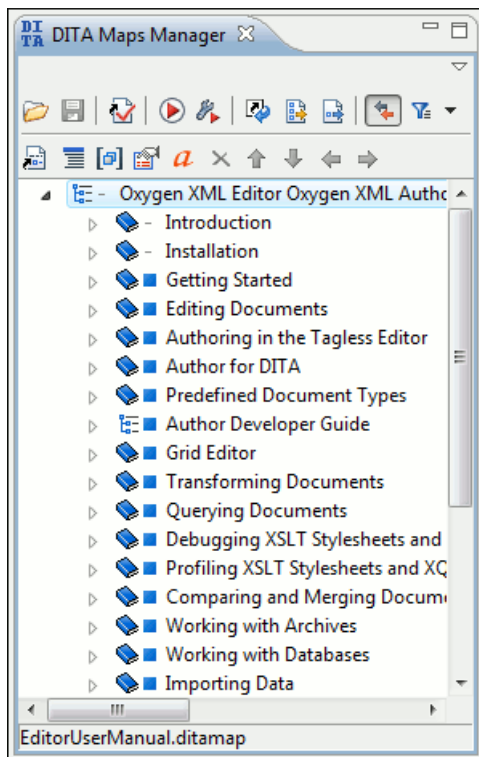 DITA DITA Maps Manager
a
Oxygen XML Editor Oxygen XML Autho
Introduction
Installation
Getting Started
Editing Documents
Authoring in the Tagless Editor
Author for DITA
Predefined Document Types
Author Developer Guide
Grid Editor
Transforming Documents
Querying Documents
Debugging XSLT Stylesheets and
Profiling XSLT Stylesheets and XQ
Comparing and Merging Docum
Working with Archives
Working with Databases
Importing Data
EditorUserManual.ditamap